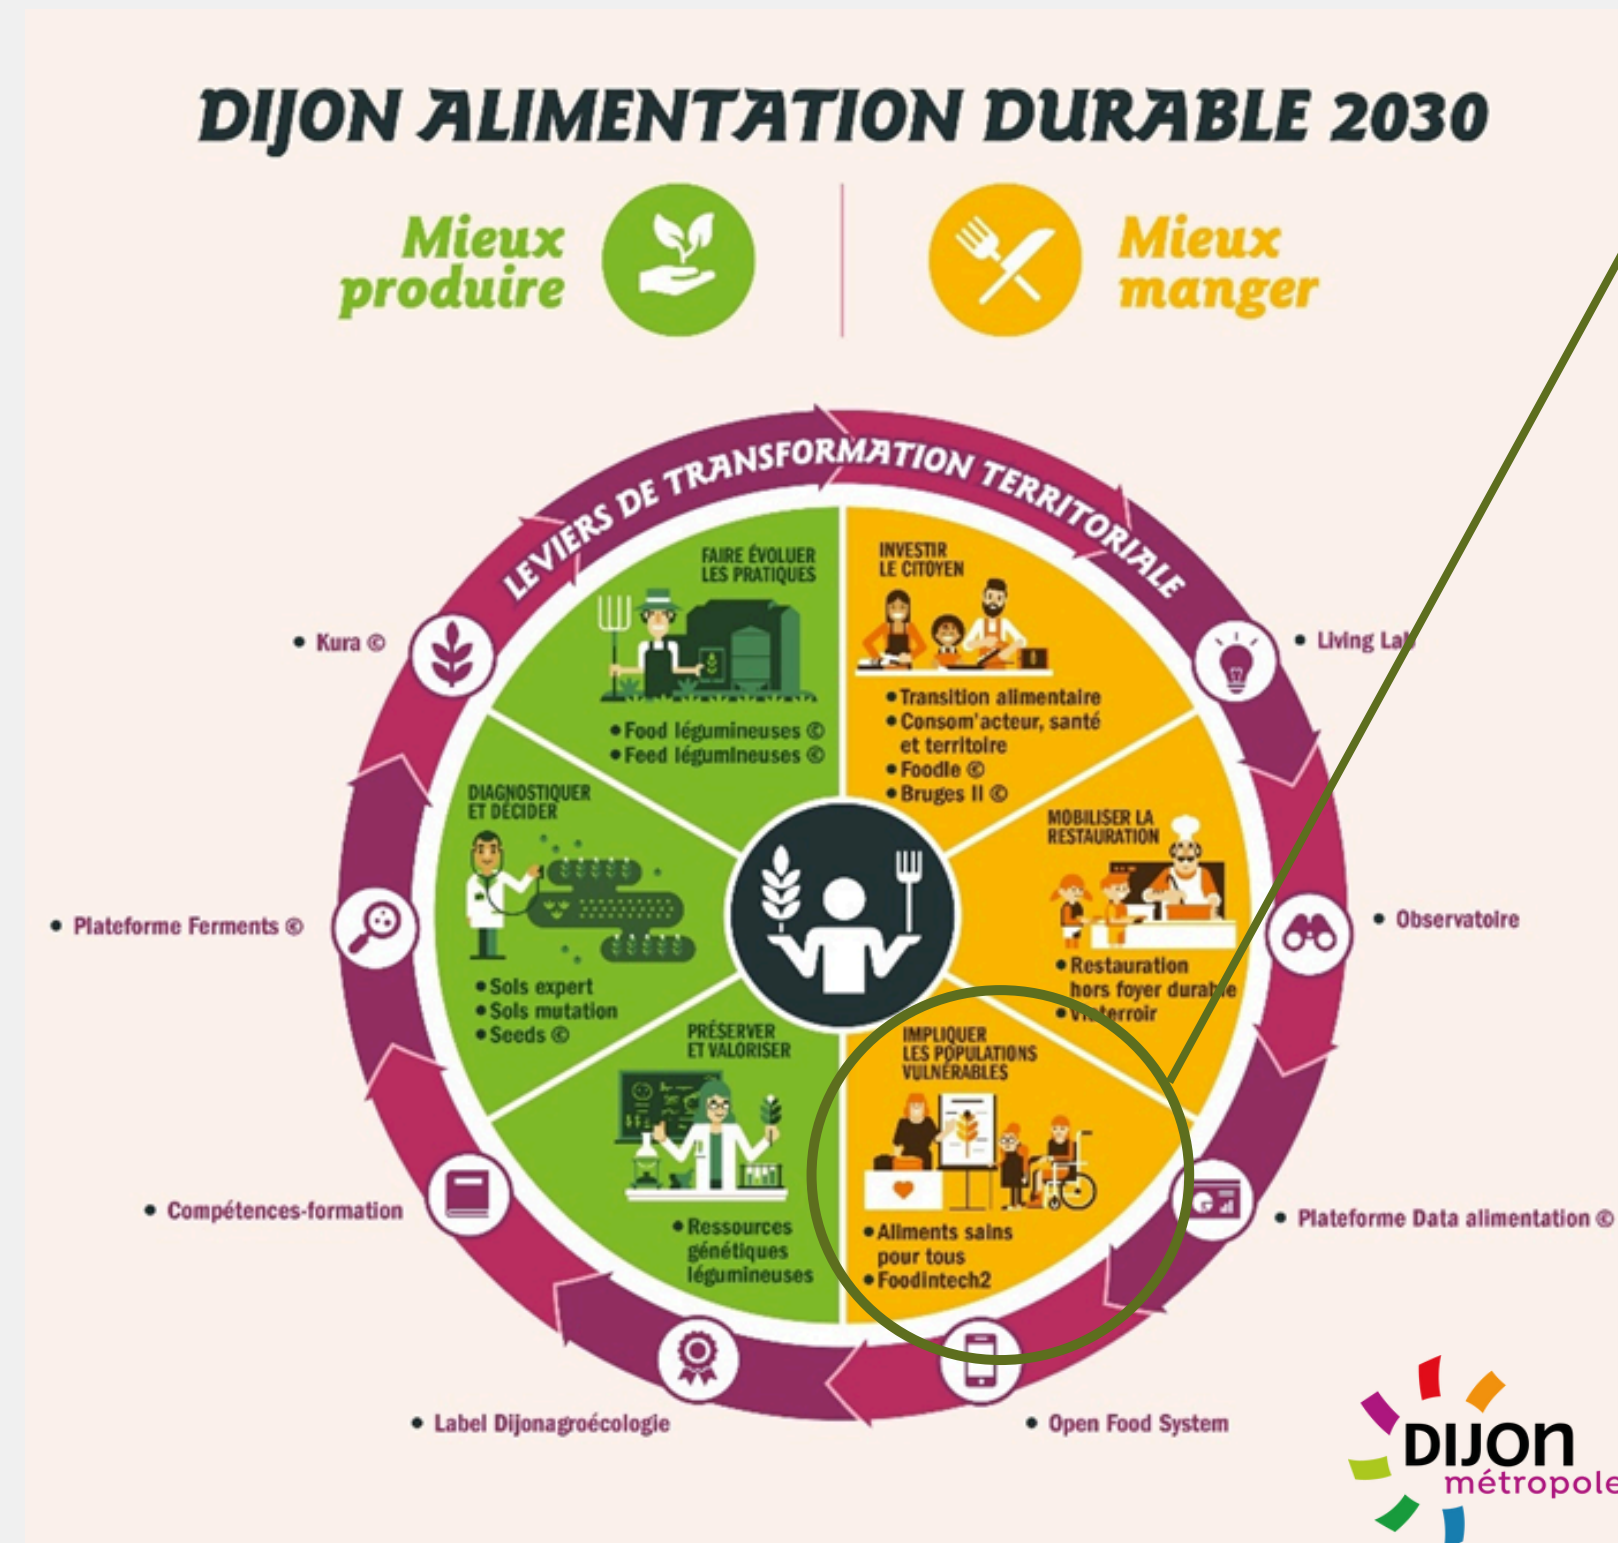 DIJON ALIMENTATION DURABLE 2030
Mieux
produire
Mieux
manger
LEVIERS DE TRANSFORMATION TERRITORIALE
FAIRE ÉVOLUER
LES PRATIQUES
• Food légumineuses ©
• Feed légumineuses ©
INVESTIR
LE CITOYEN
• Transition alimentaire
• Consom'acteur, santé
et territoire
• Foodie ©
• Bruges II ©
DIAGNOSTIQUER
ET DÉCIDER
• Sols expert
• Sols mutation
• Seeds ©
MOBILISER LA
RESTAURATION
• Restauration
hors foyer durable
PRÉSERVER
ET VALORISER
• Ressources
génétiques
légumineuses
IMPLIQUER
LES POPULATIONS
VULNÉRABLES
• Aliments sains
pour tous
• Foodintech2
• Kura ©
• Living Lab
• Plateforme Ferments ©
• Observatoire
• Compétences-formation
• Plateforme Data alimentation ©
• Label Dijonagroécologie
• Open Food System
DIJON
métropole